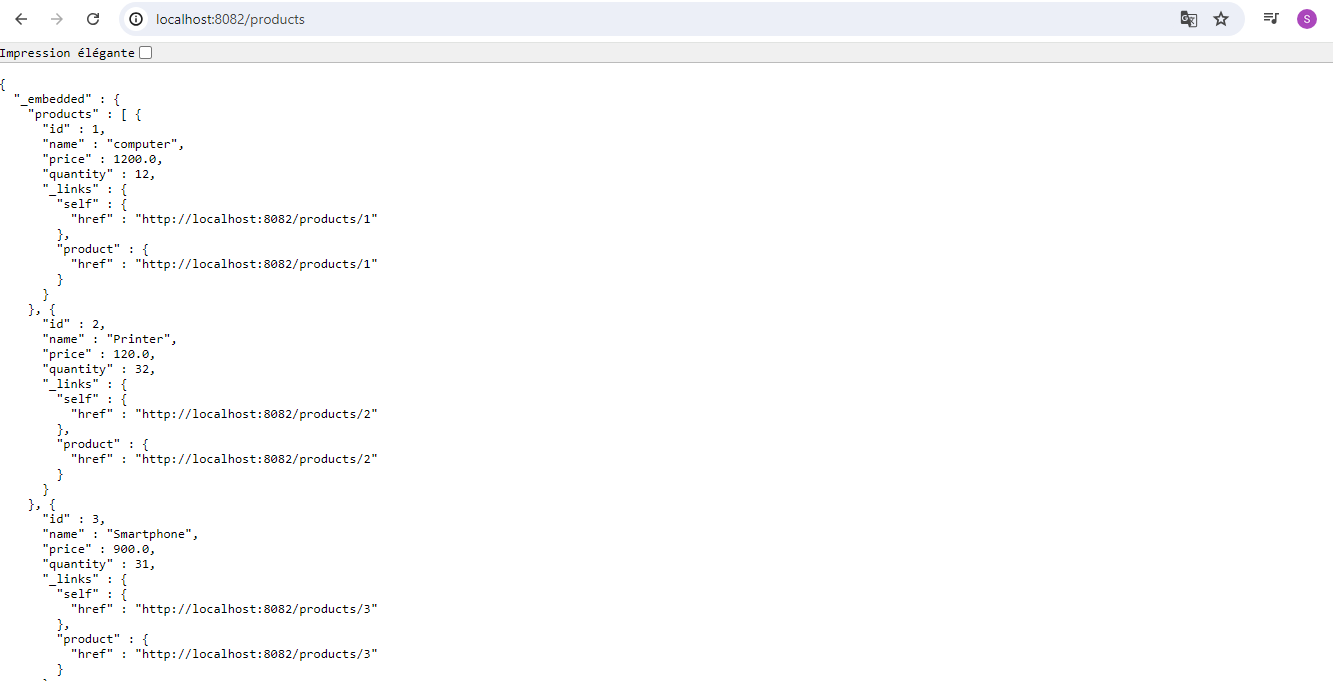 localhost:8082/products
S
Impression élégante
{
  "_embedded" : {
    "products" : [ {
      "id" : 1,
      "name" : "computer",
      "price" : 1200.0,
      "quantity" : 12,
      "_links" : {
        "self" : {
          "href" : "http://localhost:8082/products/1"
        },
        "product" : {
          "href" : "http://localhost:8082/products/1"
        }
      }
    }, {
      "id" : 2,
      "name" : "Printer",
      "price" : 120.0,
      "quantity" : 32,
      "_links" : {
        "self" : {
          "href" : "http://localhost:8082/products/2"
        },
        "product" : {
          "href" : "http://localhost:8082/products/2"
        }
      }
    }, {
      "id" : 3,
      "name" : "Smartphone",
      "price" : 900.0,
      "quantity" : 31,
      "_links" : {
        "self" : {
          "href" : "http://localhost:8082/products/3"
        },
        "product" : {
          "href" : "http://localhost:8082/products/3"
        }